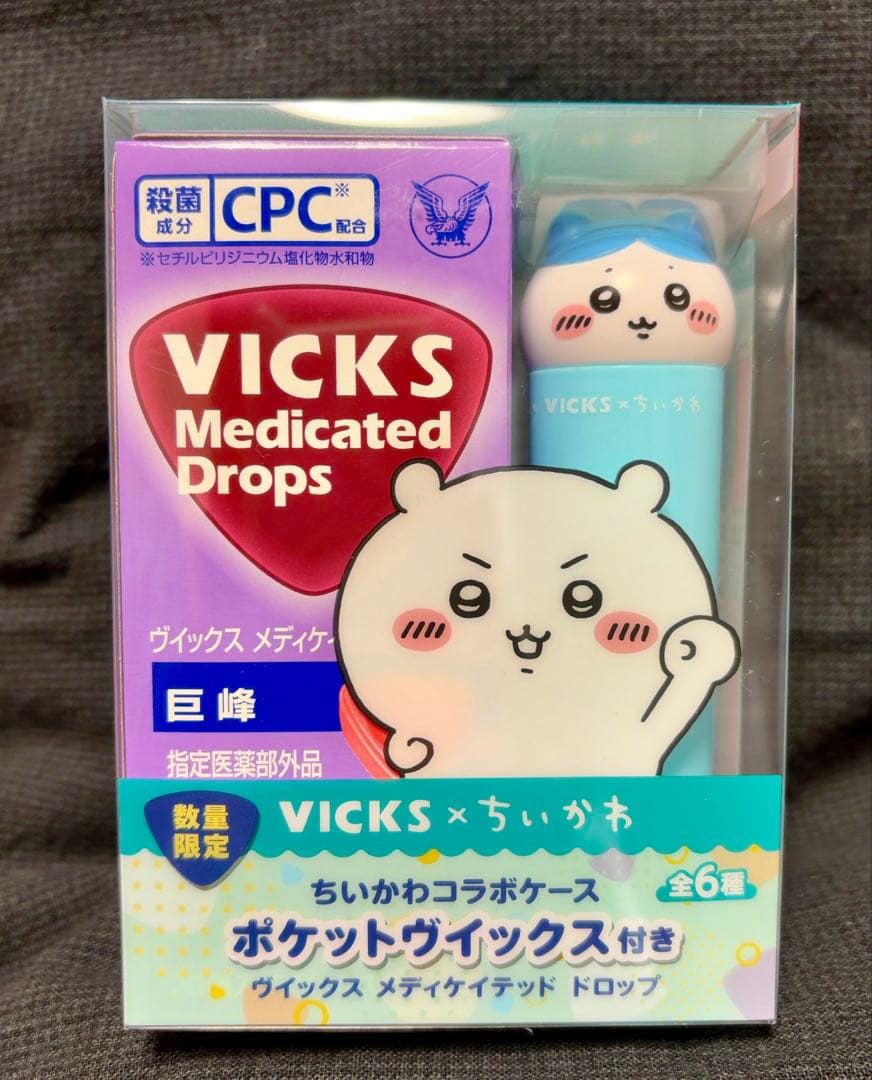 殺菌成分 CPC※配合
※セチルピリジニウム塩化物水和物
VICKS
Medicated
Drops
ヴイックス メディケイ
巨峰
指定医薬部外品
VICKS×ちいかわ
数量限定
VICKS×ちいかわ
ちいかわコラボケース
全6種
ポケットヴイックス付き
ヴイックス メディケイテッド ドロップ